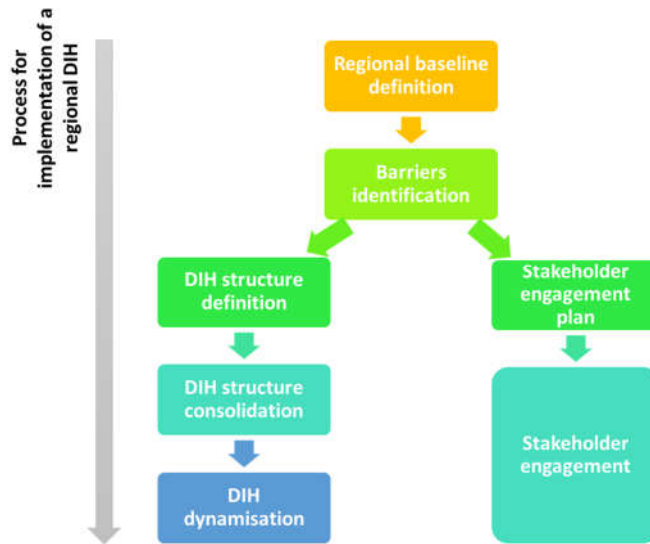 Process for
implementation of a
regional DIH
Regional baseline
definition
Barriers
identification
DIH structure
definition
Stakeholder
engagement
plan
DIH structure
consolidation
Stakeholder
engagement
DIH
dynamisation